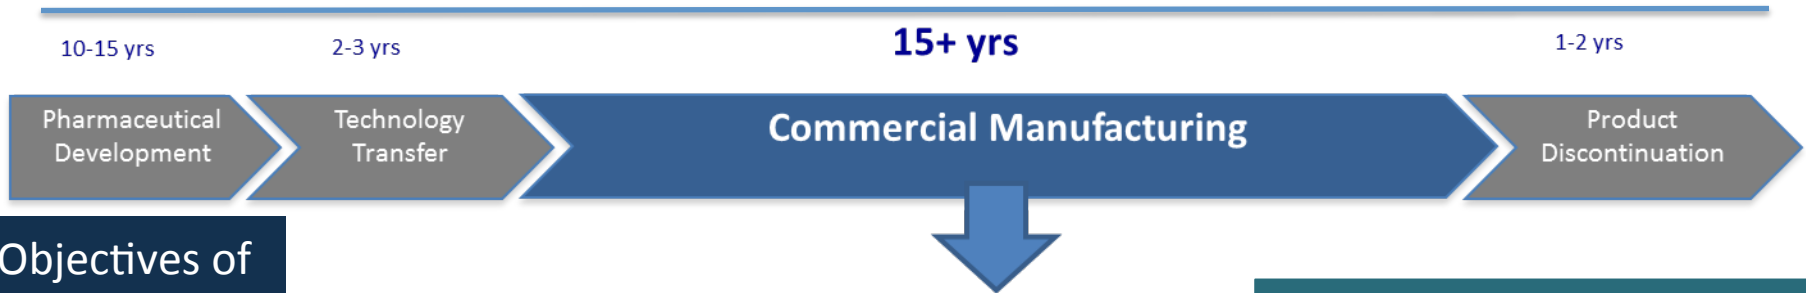 10-15 yrs
2-3 yrs
15+ yrs
1-2 yrs
Pharmaceutical
Development
Technology
Transfer
Commercial Manufacturing
Product
Discontinuation
Objectives of